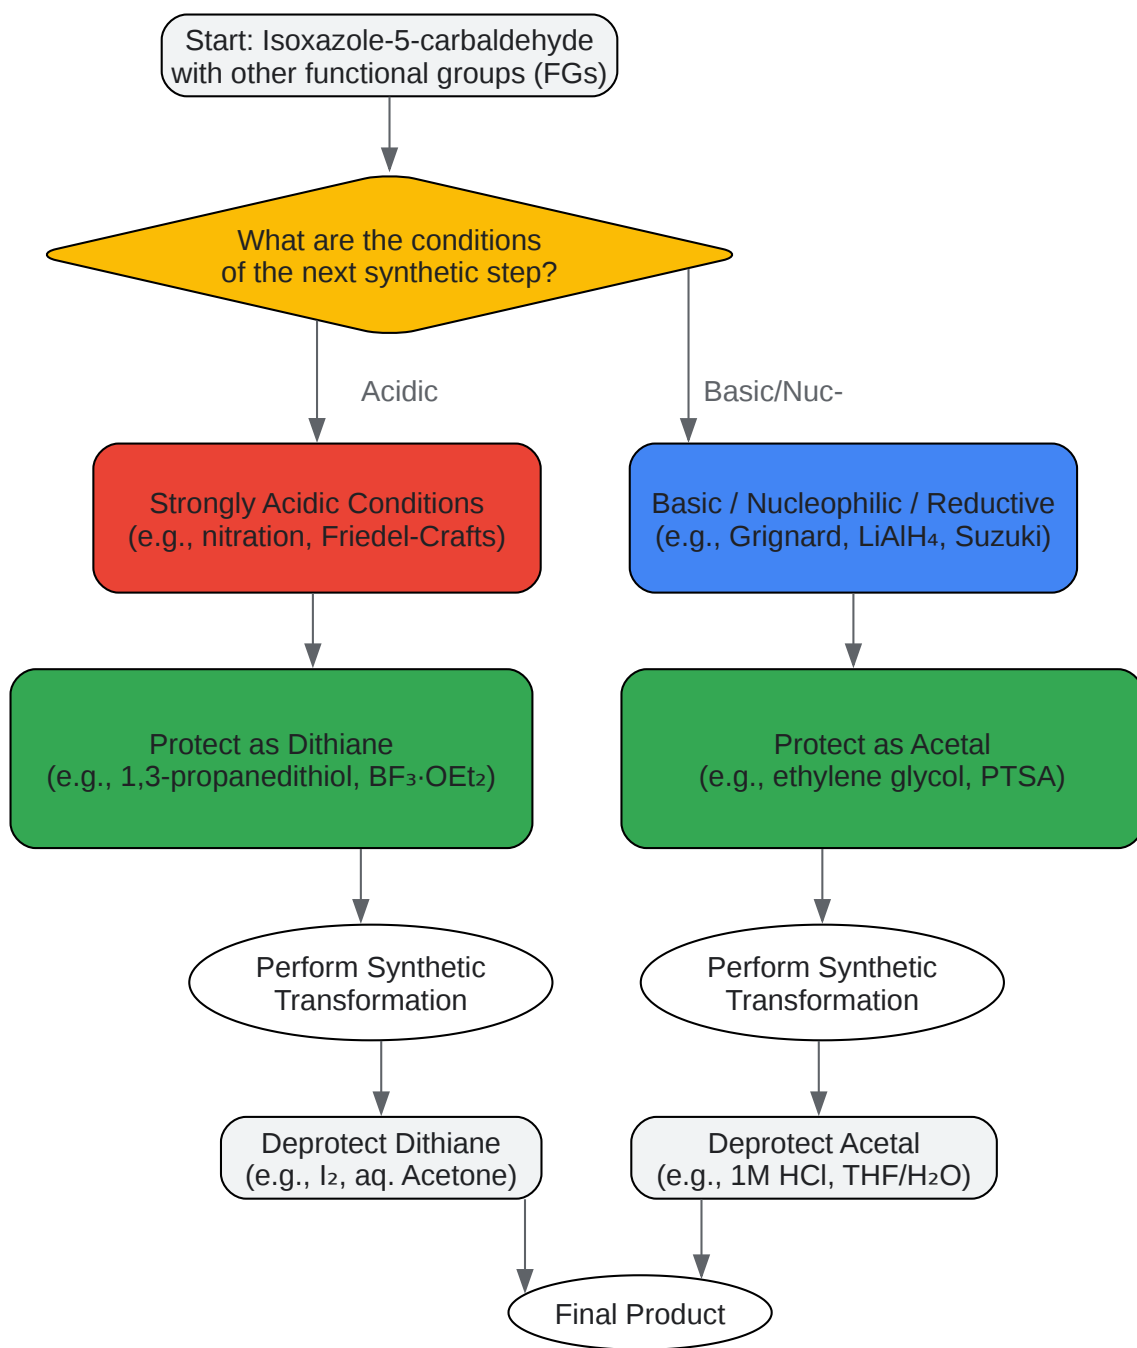 Start: Isoxazole-5-carbaldehyde
with other functional groups (FGs)
What are the conditions
of the next synthetic step?
Acidic
Basic/Nuc-
Strongly Acidic Conditions
(e.g., nitration, Friedel-Crafts)
Basic / Nucleophilic / Reductive
(e.g., Grignard, LiAlH₄, Suzuki)
Protect as Dithiane
(e.g., 1,3-propanedithiol, BF₃·OEt₂)
Protect as Acetal
(e.g., ethylene glycol, PTSA)
Perform Synthetic
Transformation
Perform Synthetic
Transformation
Deprotect Dithiane
(e.g., I₂, aq. Acetone)
Deprotect Acetal
(e.g., 1M HCl, THF/H₂O)
Final Product